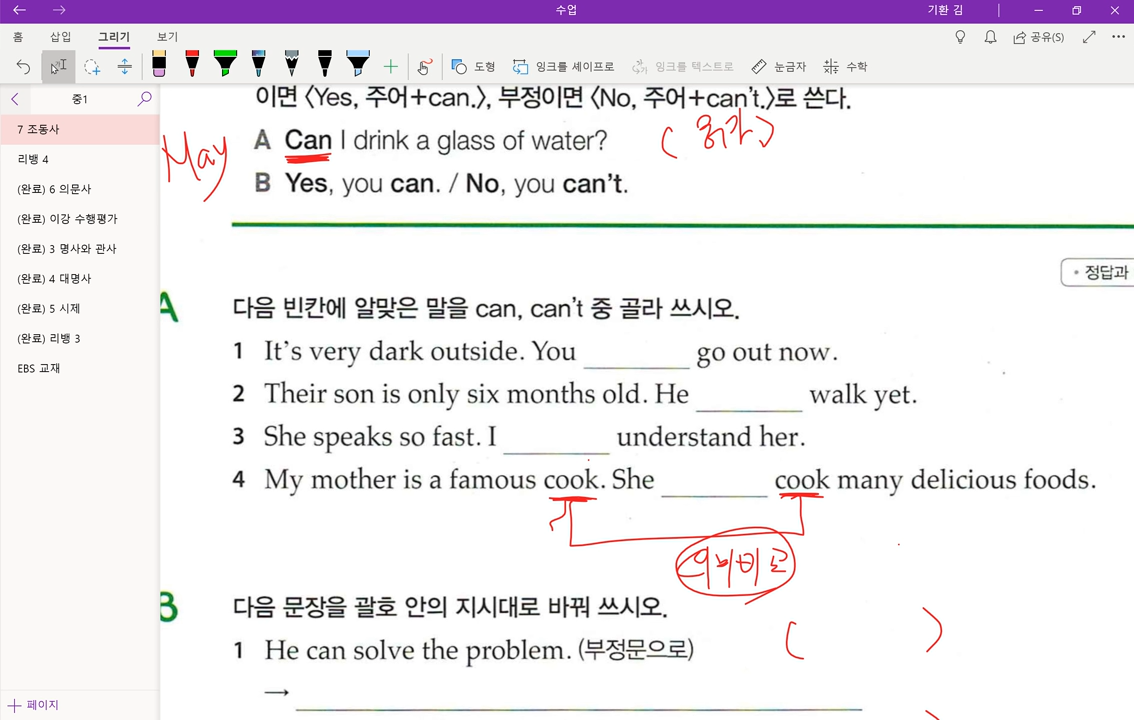 수업
기환 김
홈 삽입 그리기 보기
공유(S)
도형 잉크를 셰이프로 잉크를 텍스트로 눈금자 수학
중1
7 조동사
리뱅 4
(완료) 6 의문사
(완료) 이강 수행평가
(완료) 3 명사와 관사
(완료) 4 대명사
(완료) 5 시제
(완료) 리뱅 3
EBS 교재
페이지
이면 〈Yes, 주어+can.〉, 부정이면 〈No, 주어+can't.〉로 쓴다.
May
A Can I drink a glass of water? (허가)
B Yes, you can. / No, you can't.
• 정답과
A 다음 빈칸에 알맞은 말을 can, can't 중 골라 쓰시오.
1 It's very dark outside. You ________ go out now.
2 Their son is only six months old. He ________ walk yet.
3 She speaks so fast. I ________ understand her.
4 My mother is a famous cook. She ________ cook many delicious foods.
B 다음 문장을 괄호 안의 지시대로 바꿔 쓰시오.
( )
1 He can solve the problem. (부정문으로)
→